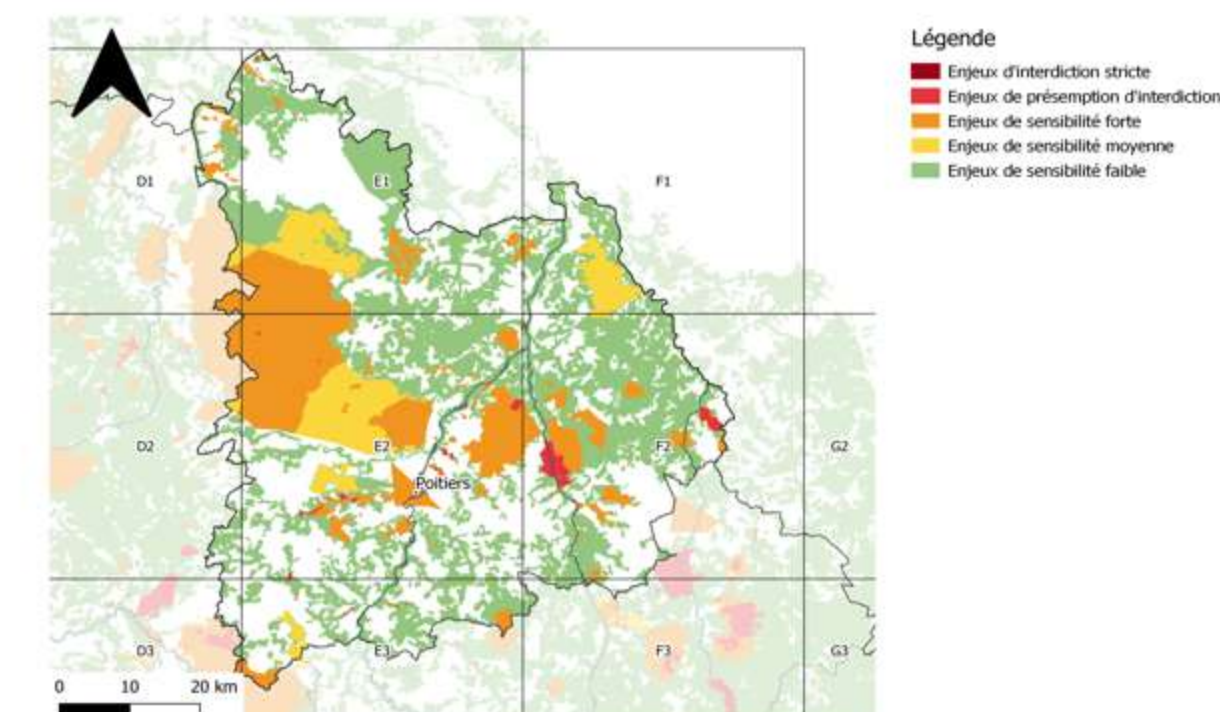 Légende
Enjeux d'interdiction stricte
Enjeux de présemption d'interdiction
Enjeux de sensibilité forte
Enjeux de sensibilité moyenne
Enjeux de sensibilité faible
D1
E1
F1
D2
E2
F2
G2
Poitiers
D3
E3
F3
G3
0 10 20 km